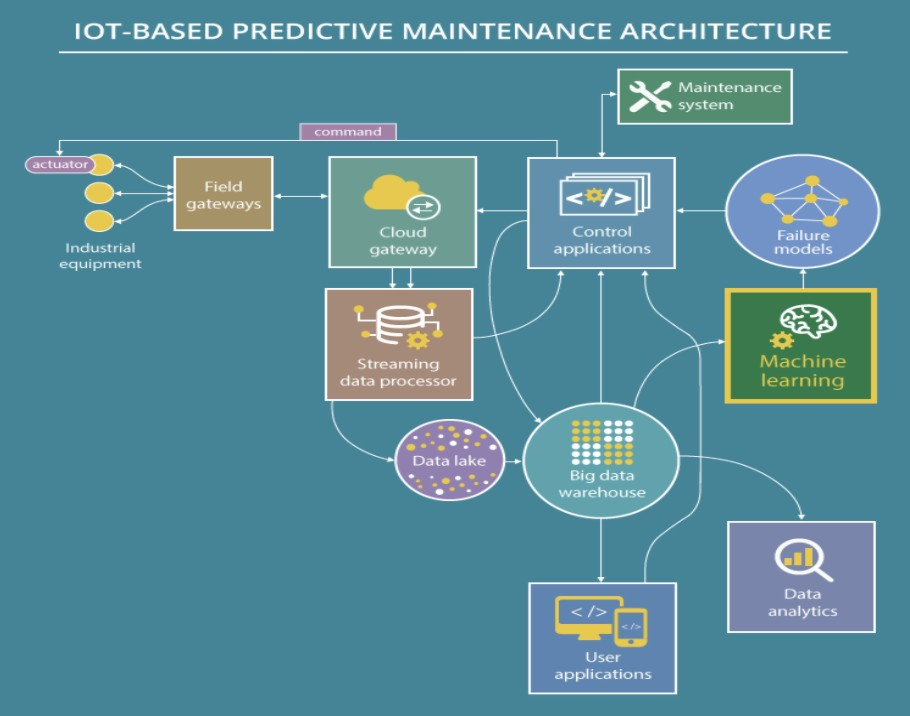 IOT-BASED PREDICTIVE MAINTENANCE ARCHITECTURE
Maintenance
system
command
actuator
Field
gateways
Industrial
equipment
Cloud
gateway
</>
Control
applications
Failure
models
Streaming
data processor
Machine
learning
Data lake
Big data
warehouse
Data
analytics
</>
</>
User
applications